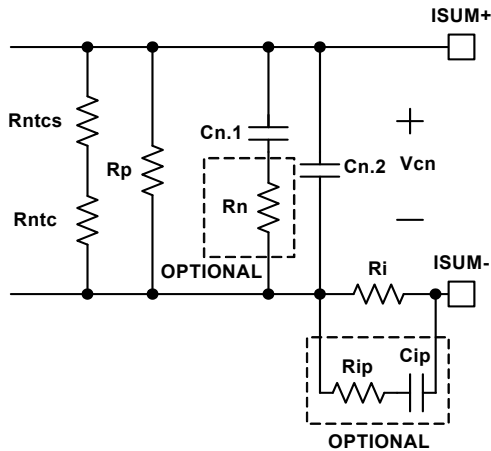 ISUM+
Rntcs
Cn.1
+
Rp
Cn.2
Vcn
Rn
Rntc
−
OPTIONAL
Ri
ISUM-
Rip
Cip
OPTIONAL